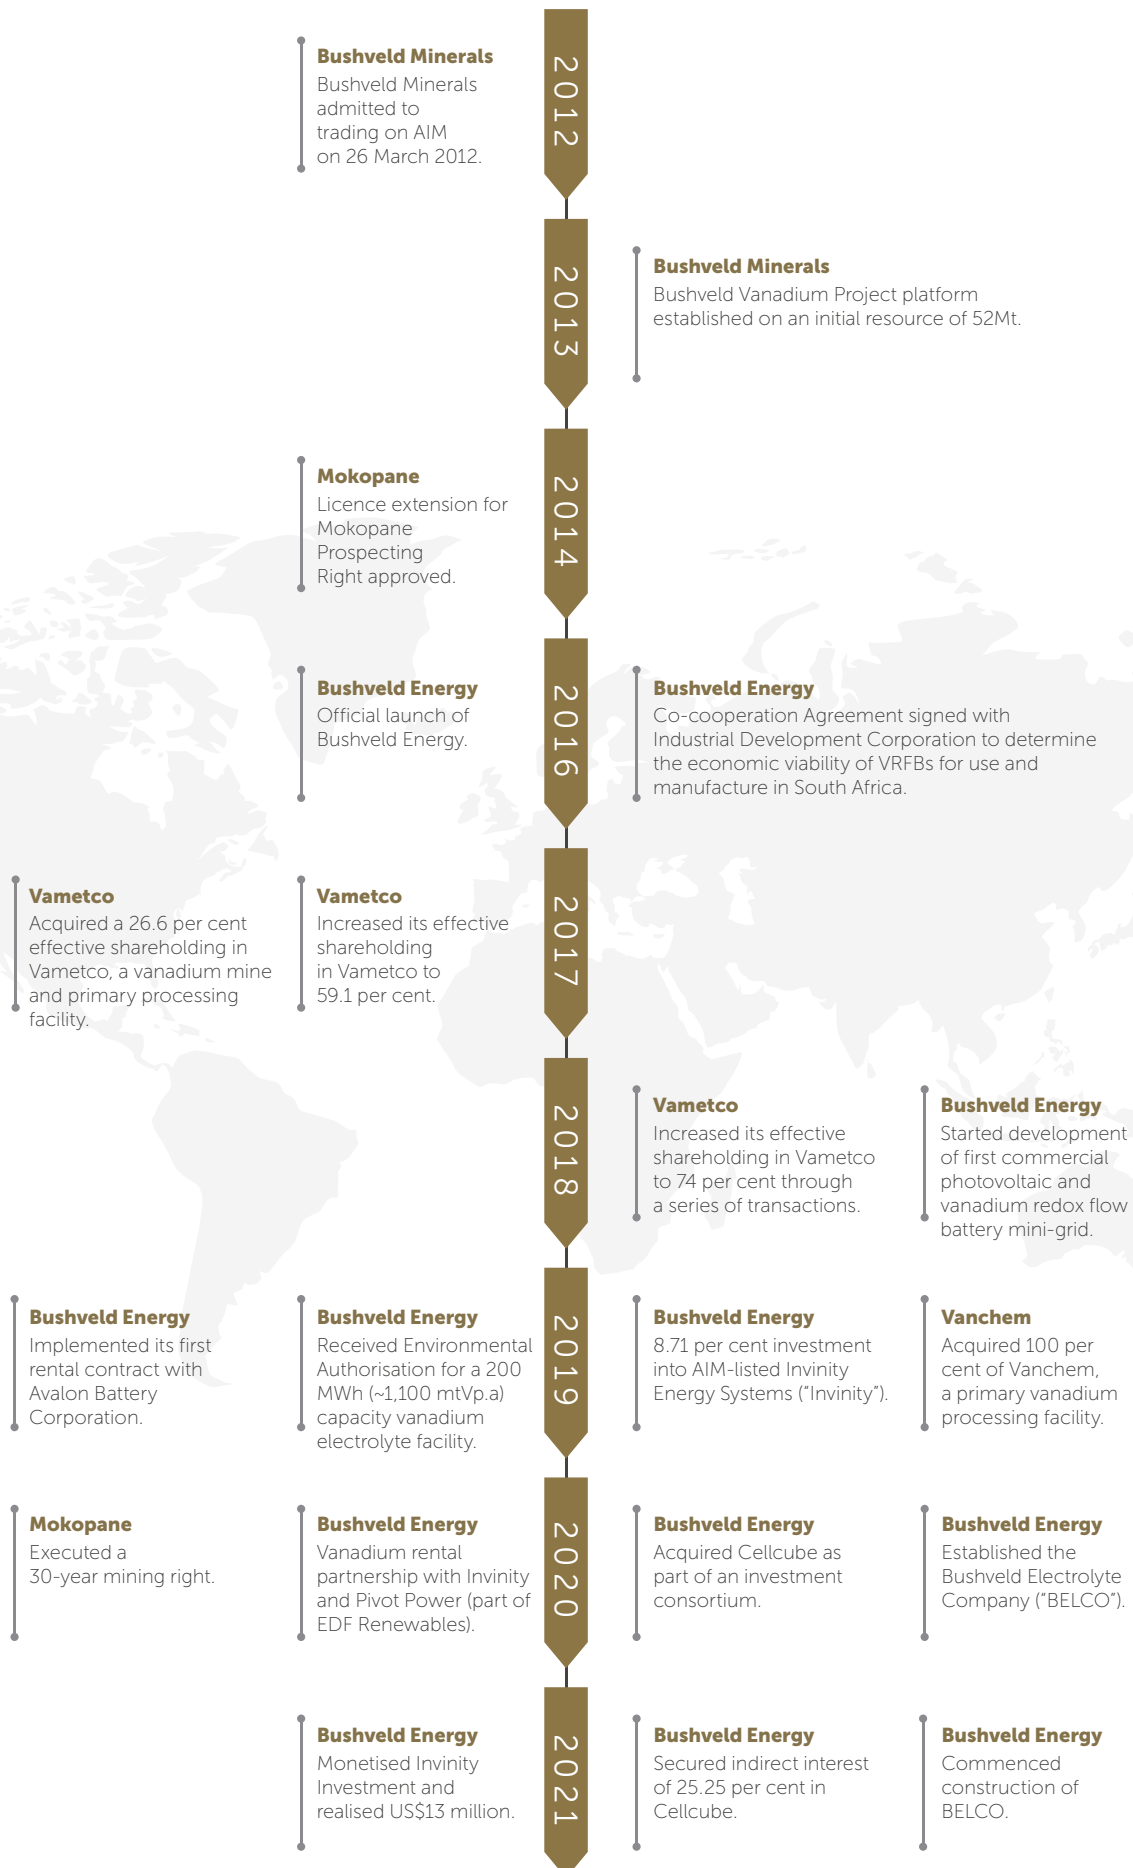 2012
Bushveld Minerals
Bushveld Minerals
admitted to
trading on AIM
on 26 March 2012.
2013
Bushveld Minerals
Bushveld Vanadium Project platform
established on an initial resource of 52Mt.
2014
Mokopane
Licence extension for
Mokopane
Prospecting
Right approved.
2016
Bushveld Energy
Official launch of
Bushveld Energy.
Bushveld Energy
Co-cooperation Agreement signed with
Industrial Development Corporation to determine
the economic viability of VRFBs for use and
manufacture in South Africa.
2017
Vametco
Acquired a 26.6 per cent
effective shareholding in
Vametco, a vanadium mine
and primary processing
facility.
Vametco
Increased its effective
shareholding
in Vametco to
59.1 per cent.
2018
Vametco
Increased its effective
shareholding in Vametco
to 74 per cent through
a series of transactions.
Bushveld Energy
Started development
of first commercial
photovoltaic and
vanadium redox flow
battery mini-grid.
2019
Bushveld Energy
Implemented its first
rental contract with
Avalon Battery
Corporation.
Bushveld Energy
Received Environmental
Authorisation for a 200
MWh (~1,100 mtVp.a)
capacity vanadium
electrolyte facility.
Bushveld Energy
8.71 per cent investment
into AIM-listed Invinity
Energy Systems (“Invinity”).
Vanchem
Acquired 100 per
cent of Vanchem,
a primary vanadium
processing facility.
2020
Mokopane
Executed a
30-year mining right.
Bushveld Energy
Vanadium rental
partnership with Invinity
and Pivot Power (part of
EDF Renewables).
Bushveld Energy
Acquired Cellcube as
part of an investment
consortium.
Bushveld Energy
Established the
Bushveld Electrolyte
Company (“BELCO”).
2021
Bushveld Energy
Monetised Invinity
Investment and
realised US$13 million.
Bushveld Energy
Secured indirect interest
of 25.25 per cent in
Cellcube.
Bushveld Energy
Commenced
construction of
BELCO.